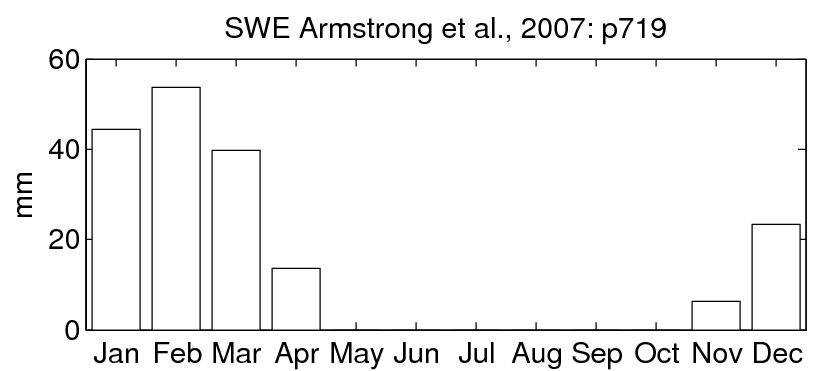 SWE Armstrong et al., 2007: p719
60
40
20
0
mm
Jan Feb Mar Apr May Jun Jul Aug Sep Oct Nov Dec